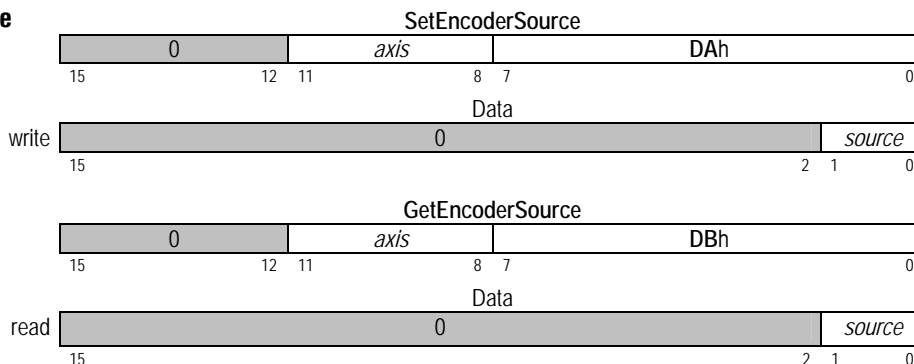 e
SetEncoderSource
0 axis DAh
15 12 11 8 7 0
Data
write 0 source
15 2 1 0
GetEncoderSource
0 axis DBh
15 12 11 8 7 0
Data
read 0 source
15 2 1 0